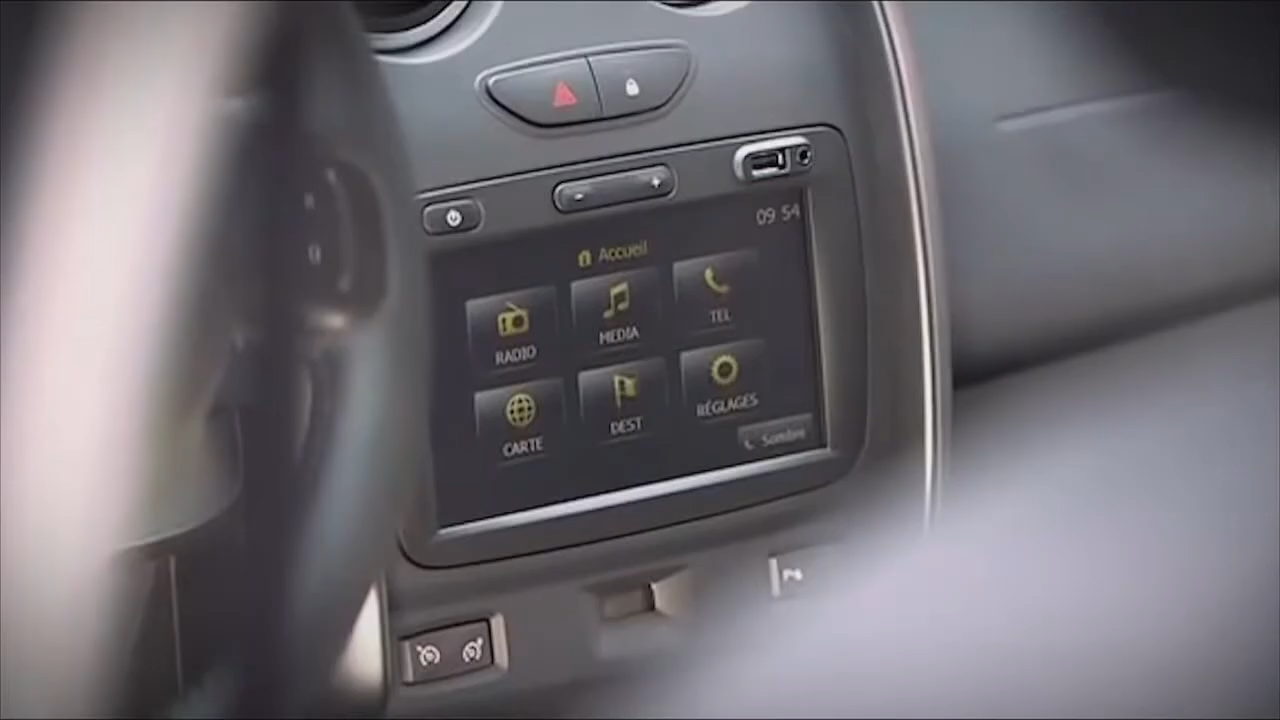 - +
09 54
Accueil
RADIO MEDIA TEL
CARTE DEST RÉGLAGES
Sombre